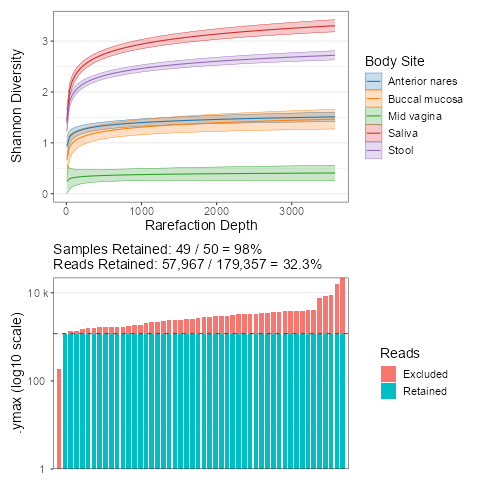 Shannon Diversity
3
2
1
0
0
1000
2000
3000
Rarefaction Depth
Body Site
Anterior nares
Buccal mucosa
Mid vagina
Saliva
Stool
Samples Retained: 49 / 50 = 98%
Reads Retained: 57,967 / 179,357 = 32.3%
.ymax (log10 scale)
10 k
100
1
Reads
Excluded
Retained